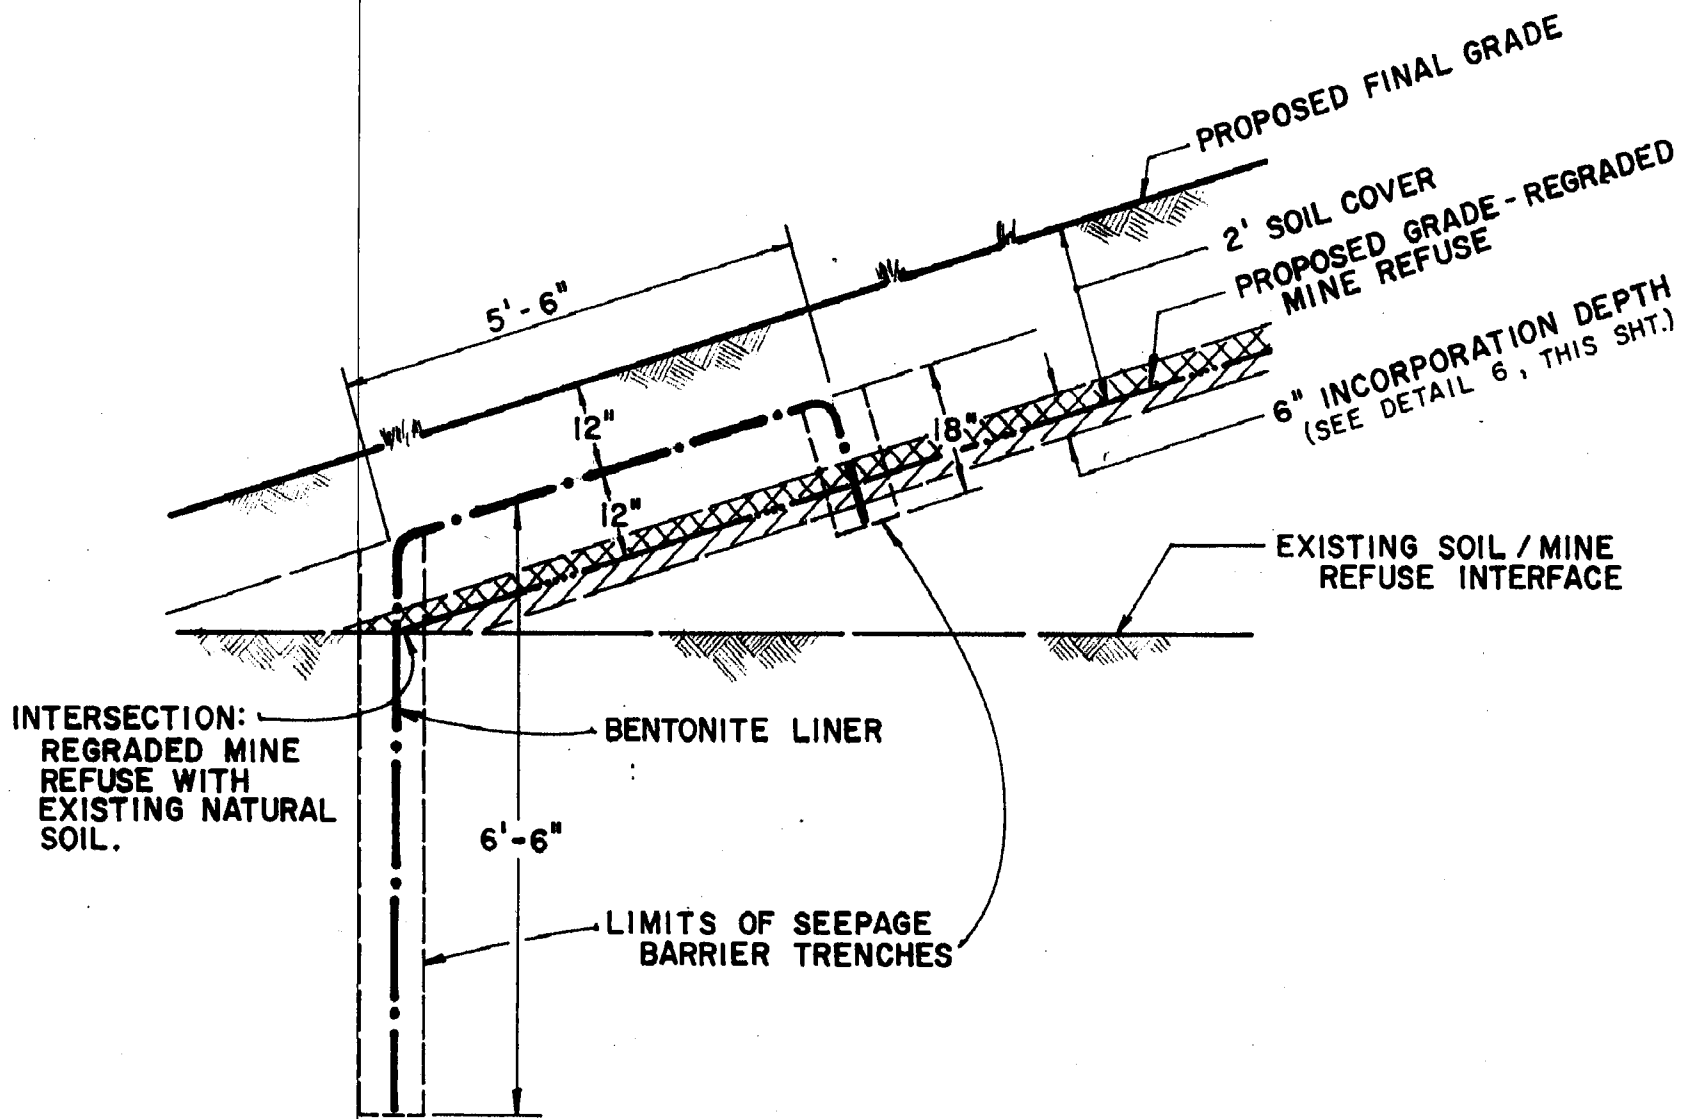 PROPOSED FINAL GRADE
2' SOIL COVER
PROPOSED GRADE-REGRADED
MINE REFUSE
6" INCORPORATION DEPTH
(SEE DETAIL 6, THIS SHT.)
5'-6"
12"
12"
18"
EXISTING SOIL / MINE
REFUSE INTERFACE
INTERSECTION:
REGRADED MINE
REFUSE WITH
EXISTING NATURAL
SOIL.
BENTONITE LINER
6'-6"
LIMITS OF SEEPAGE
BARRIER TRENCHES